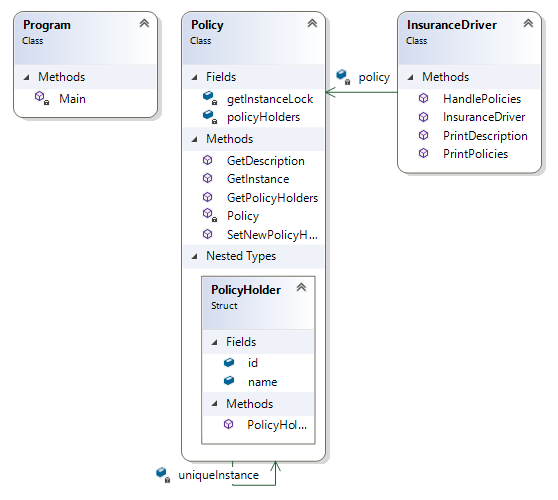 Program
Class
Methods
Main
Policy
Class
Fields
getInstanceLock
policyHolders
Methods
GetDescription
GetInstance
GetPolicyHolders
Policy
SetNewPolicyH...
Nested Types
PolicyHolder
Struct
Fields
id
name
Methods
PolicyHol...
uniqueInstance
policy
InsuranceDriver
Class
Methods
HandlePolicies
InsuranceDriver
PrintDescription
PrintPolicies